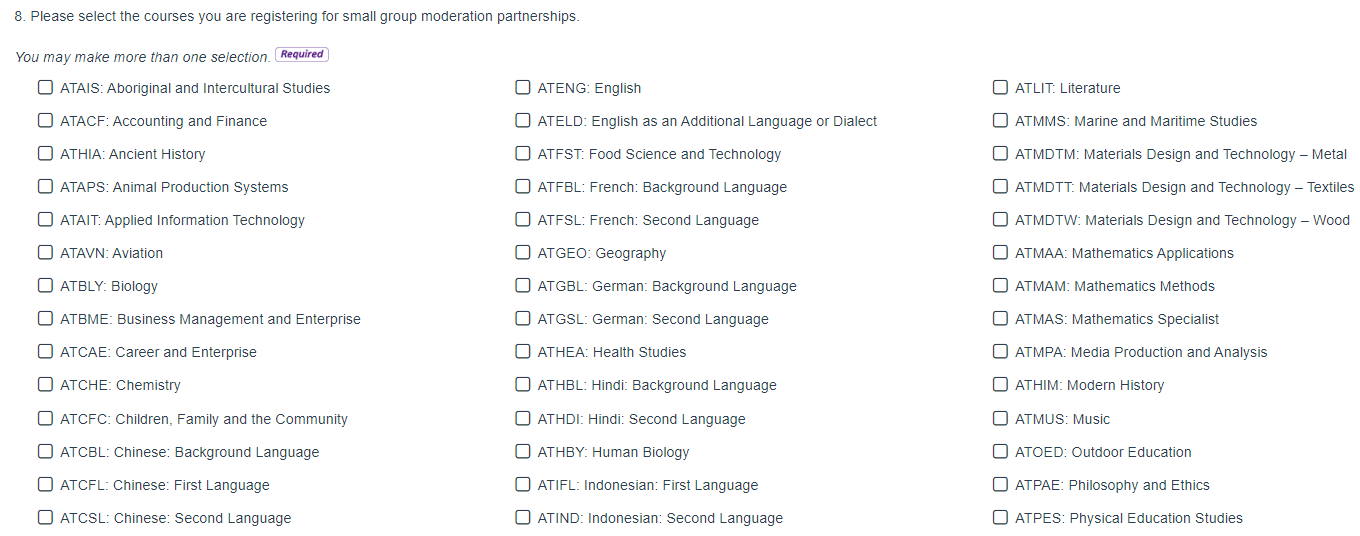 8. Please select the courses you are registering for small group moderation partnerships.
You may make more than one selection. Required
ATAIS: Aboriginal and Intercultural Studies
ATACF: Accounting and Finance
ATHIA: Ancient History
ATAPS: Animal Production Systems
ATAIT: Applied Information Technology
ATAVN: Aviation
ATBLY: Biology
ATBME: Business Management and Enterprise
ATCAE: Career and Enterprise
ATCHE: Chemistry
ATCFC: Children, Family and the Community
ATCBL: Chinese: Background Language
ATCFL: Chinese: First Language
ATCSL: Chinese: Second Language
ATENG: English
ATELD: English as an Additional Language or Dialect
ATFST: Food Science and Technology
ATFBL: French: Background Language
ATFSL: French: Second Language
ATGEO: Geography
ATGBL: German: Background Language
ATGSL: German: Second Language
ATHEA: Health Studies
ATHBL: Hindi: Background Language
ATHDI: Hindi: Second Language
ATHBY: Human Biology
ATIFL: Indonesian: First Language
ATIND: Indonesian: Second Language
ATLIT: Literature
ATMMS: Marine and Maritime Studies
ATMDTM: Materials Design and Technology – Metal
ATMDTT: Materials Design and Technology – Textiles
ATMDTW: Materials Design and Technology – Wood
ATMAA: Mathematics Applications
ATMAM: Mathematics Methods
ATMAS: Mathematics Specialist
ATMPA: Media Production and Analysis
ATHIM: Modern History
ATMUS: Music
ATOED: Outdoor Education
ATPAE: Philosophy and Ethics
ATPES: Physical Education Studies